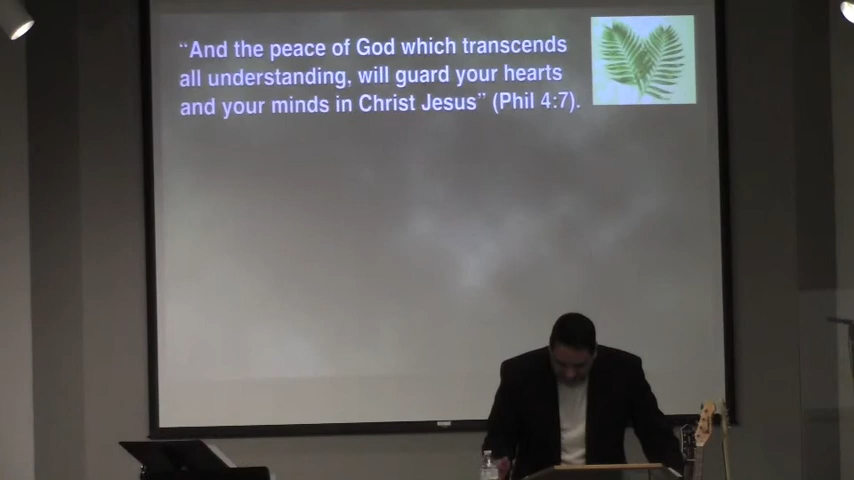 “And the peace of God which transcends
all understanding, will guard your hearts
and your minds in Christ Jesus” (Phil 4:7).